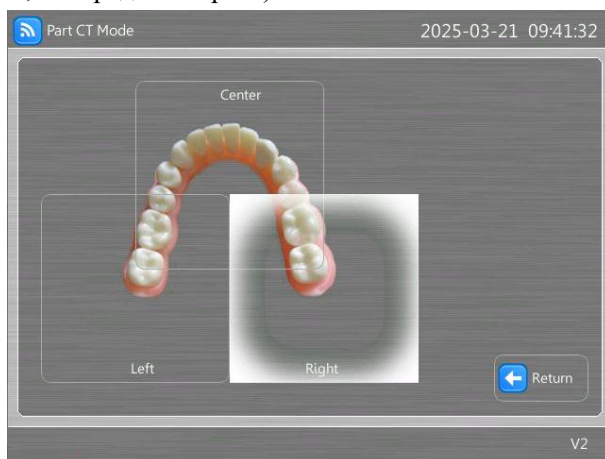 Part CT Mode
2025-03-21 09:41:32
Center
Left
Right
Return
V2